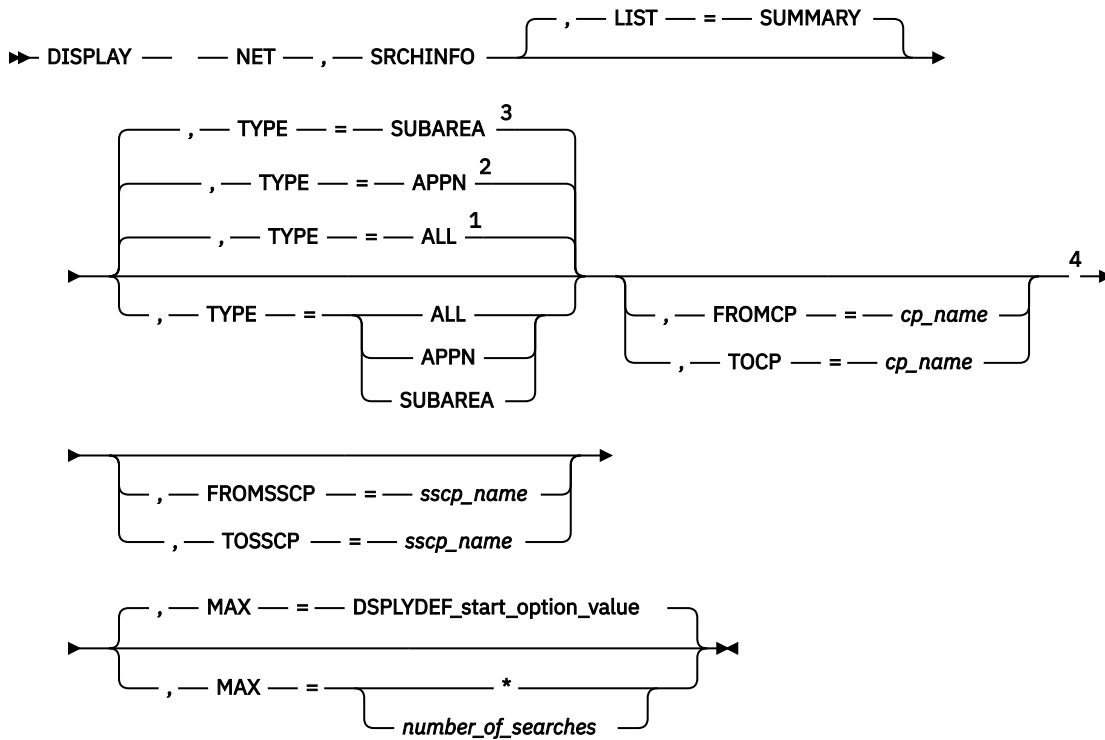 , LIST = SUMMARY
DISPLAY NET , SRCHINFO
, TYPE = SUBAREA 3
, TYPE = APPN 2
, TYPE = ALL 1
4
, TYPE = ALL
APPN
SUBAREA
, FROMCP = cp_name
, TOCP = cp_name
, FROMSSCP = sscp_name
, TOSSCP = sscp_name
, MAX = DSPLYDEF_start_option_value
, MAX = *
number_of_searches